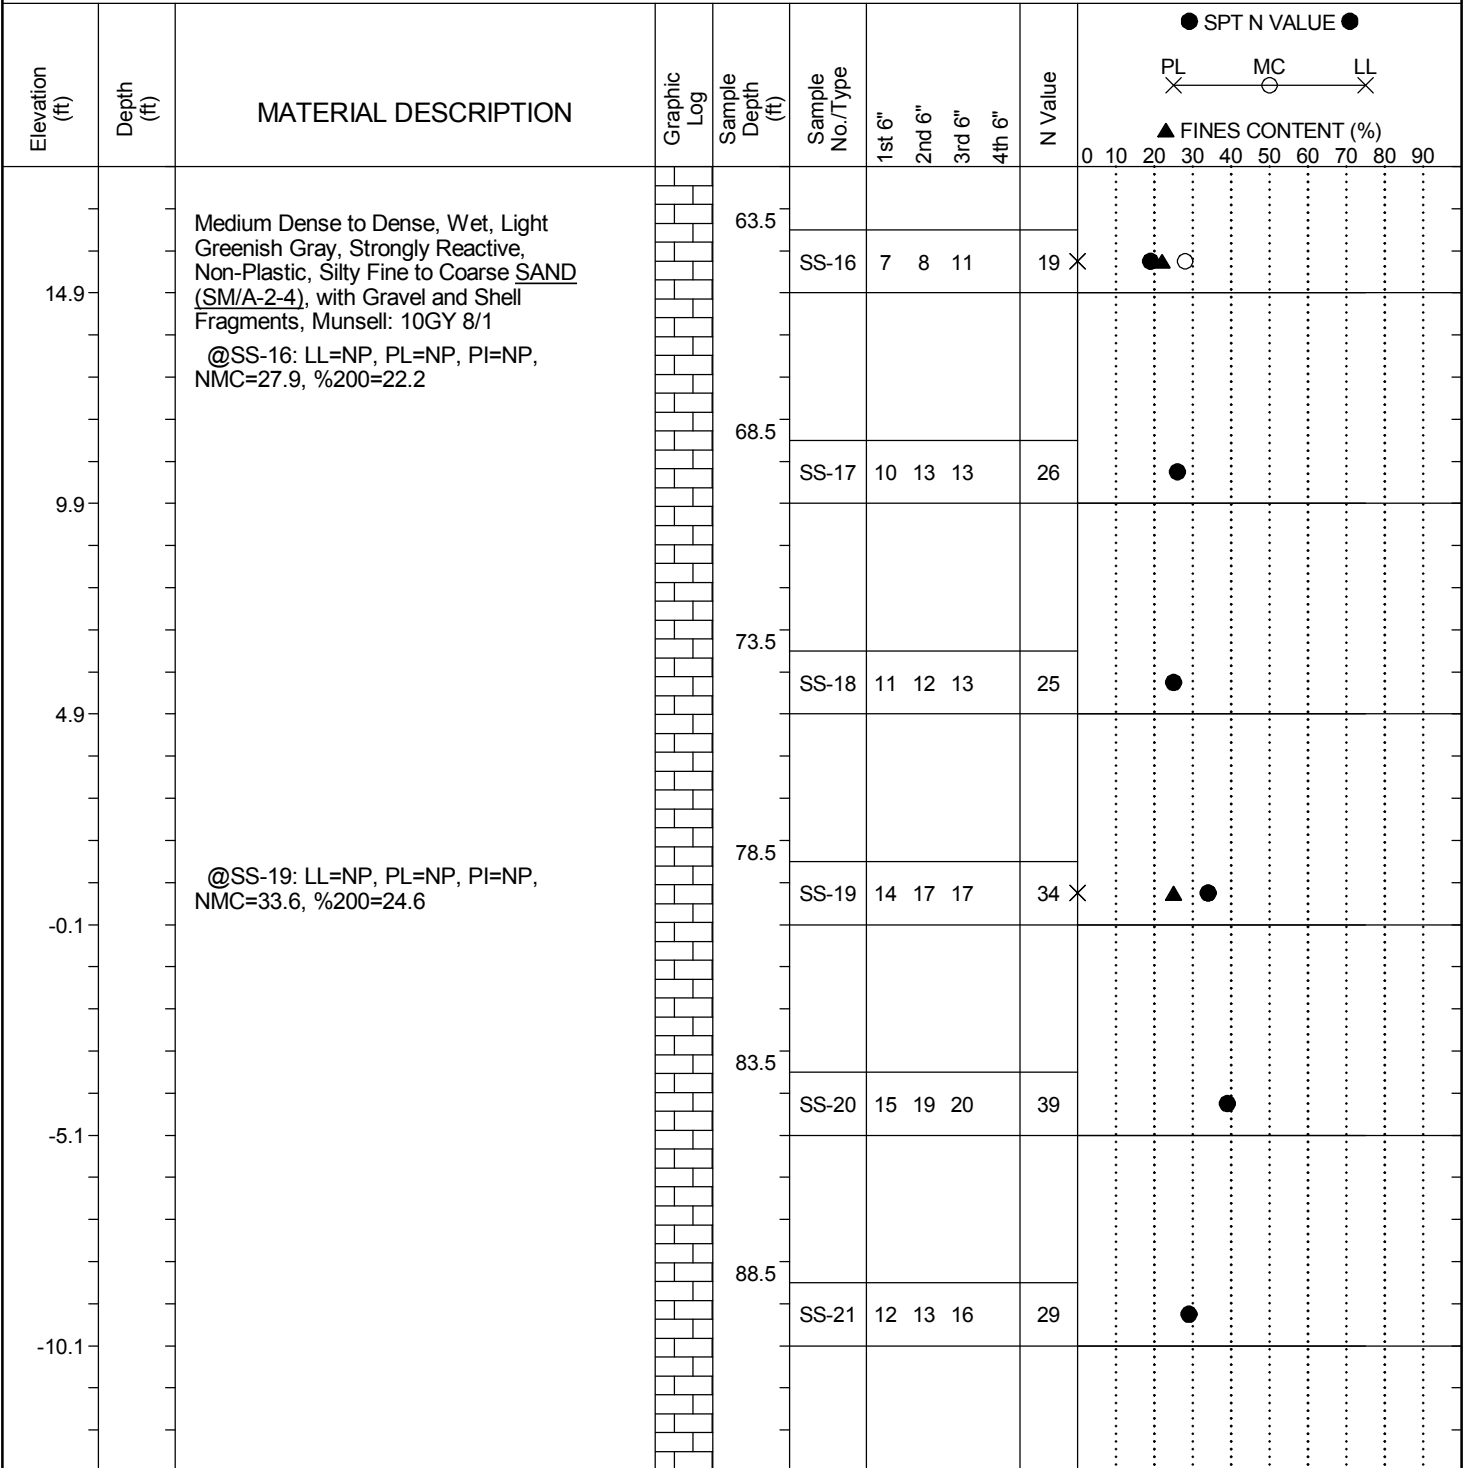 ● SPT N VALUE ●
PL MC LL
▲ FINES CONTENT (%)
0 10 20 30 40 50 60 70 80 90
Elevation
(ft)
Depth
(ft)
MATERIAL DESCRIPTION
Graphic
Log
Sample
Depth
(ft)
Sample
No./Type
1st 6"
2nd 6"
3rd 6"
4th 6"
N Value
Medium Dense to Dense, Wet, Light
Greenish Gray, Strongly Reactive,
Non-Plastic, Silty Fine to Coarse SAND
(SM/A-2-4), with Gravel and Shell
Fragments, Munsell: 10GY 8/1
@SS-16: LL=NP, PL=NP, PI=NP,
NMC=27.9, %200=22.2
63.5
SS-16 7 8 11 19
14.9
68.5
SS-17 10 13 13 26
9.9
73.5
SS-18 11 12 13 25
4.9
78.5
@SS-19: LL=NP, PL=NP, PI=NP,
NMC=33.6, %200=24.6
SS-19 14 17 17 34
-0.1
83.5
SS-20 15 19 20 39
-5.1
88.5
SS-21 12 13 16 29
-10.1